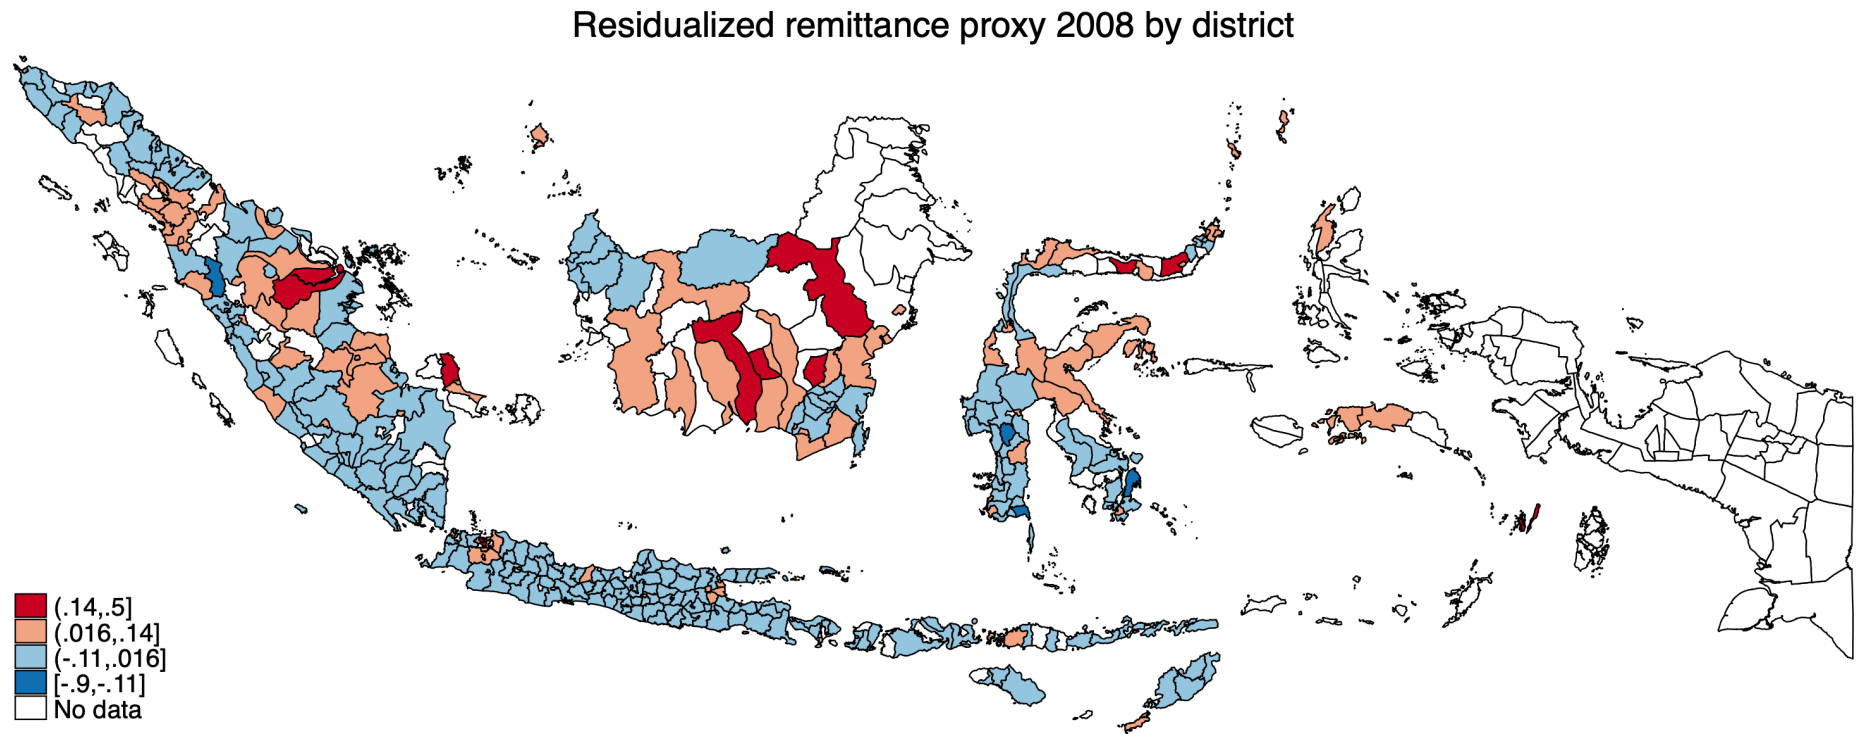 Residualized remittance proxy 2008 by district
(.14,.5]
(.016,.14]
(-.11,.016]
[-.9,-.11]
No data